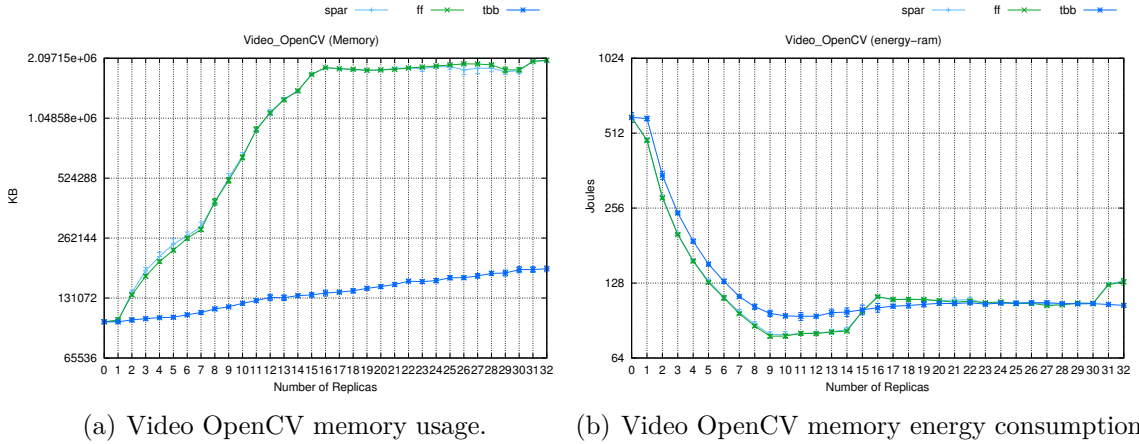 spar ff tbb
Video_OpenCV (Memory)
2.09715e+06
1.04858e+06
524288
262144
131072
65536
KB
0 1 2 3 4 5 6 7 8 9 10 11 12 13 14 15 16 17 18 19 20 21 22 23 24 25 26 27 28 29 30 31 32
Number of Replicas
(a) Video OpenCV memory usage.
spar ff tbb
Video_OpenCV (energy-ram)
1024
512
256
128
64
Joules
0 1 2 3 4 5 6 7 8 9 10 11 12 13 14 15 16 17 18 19 20 21 22 23 24 25 26 27 28 29 30 31 32
Number of Replicas
(b) Video OpenCV memory energy consumption